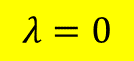 λ = 0